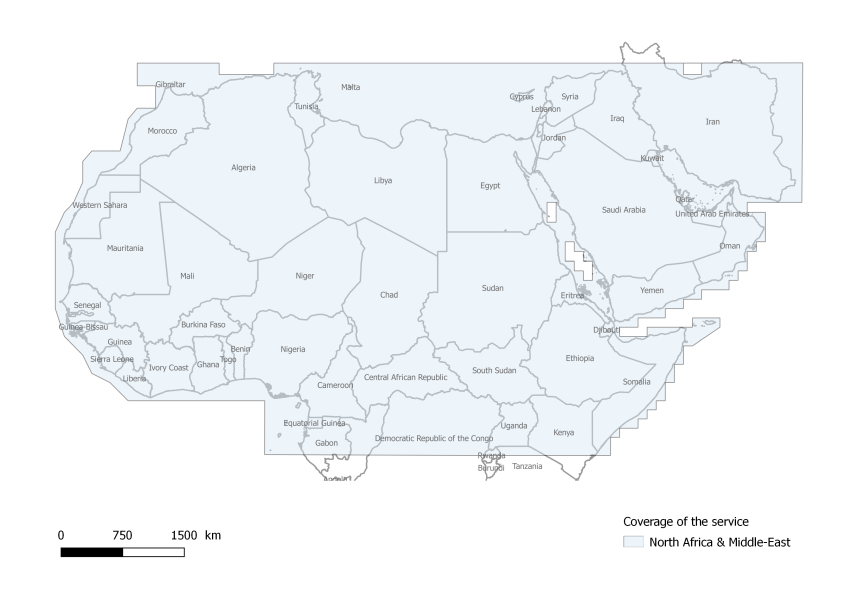 Gibraltar
Malta
Tunisia
Cyprus
Syria
Lebanon
Iraq
Iran
Morocco
Jordan
Kuwait
Algeria
Libya
Egypt
Qatar
Western Sahara
Saudi Arabia
United Arab Emirates
Mauritania
Oman
Mali
Niger
Chad
Sudan
Eritrea
Yemen
Senegal
Guinea-Bissau
Burkina Faso
Djibouti
Guinea
Sierra Leone
Liberia
Ivory Coast
Ghana
Togo
Benin
Nigeria
Ethiopia
Cameroon
Central African Republic
South Sudan
Somalia
Equatorial Guinea
Gabon
Democratic Republic of the Congo
Uganda
Kenya
Rwanda
Burundi
Tanzania
Coverage of the service
North Africa & Middle-East
0 750 1500 km